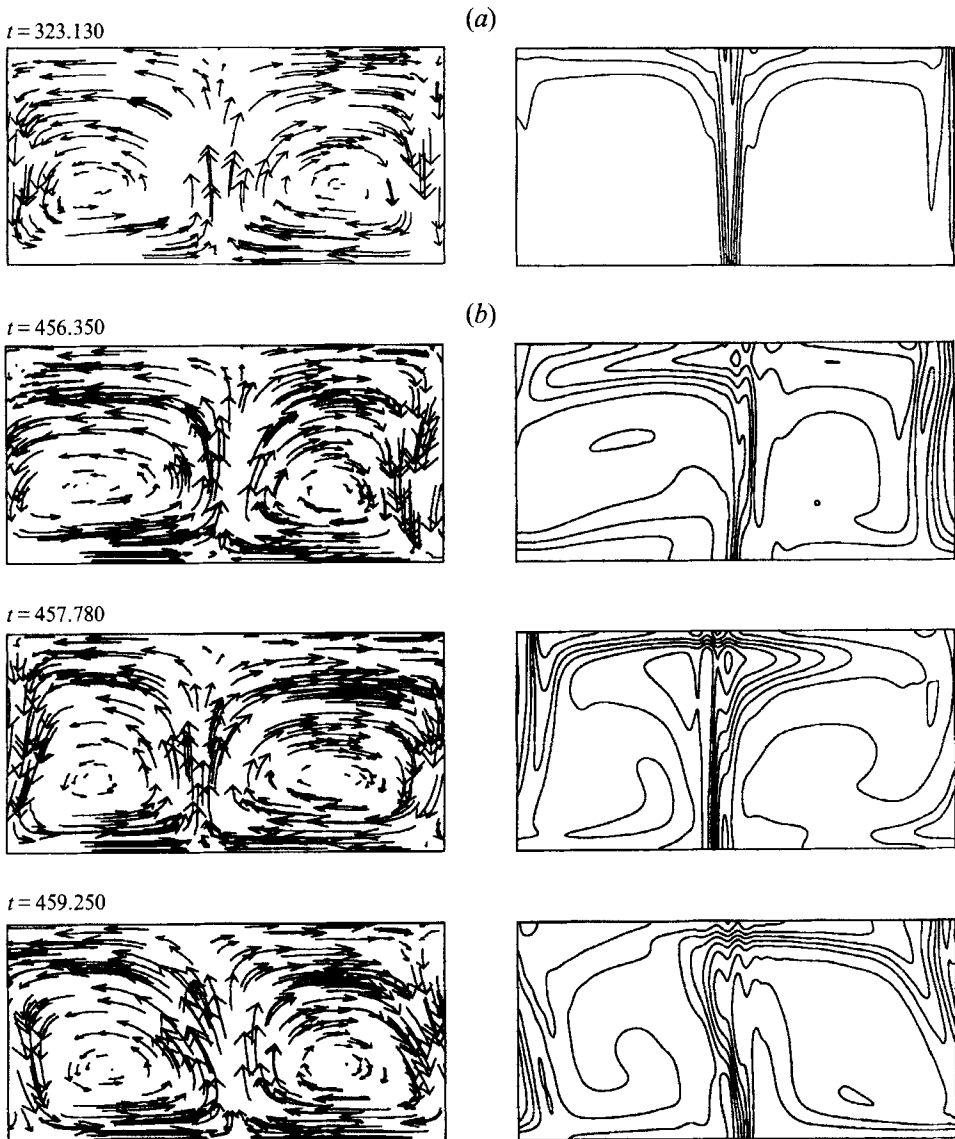 (a)
t = 323.130
(b)
t = 456.350
t = 457.780
t = 459.250